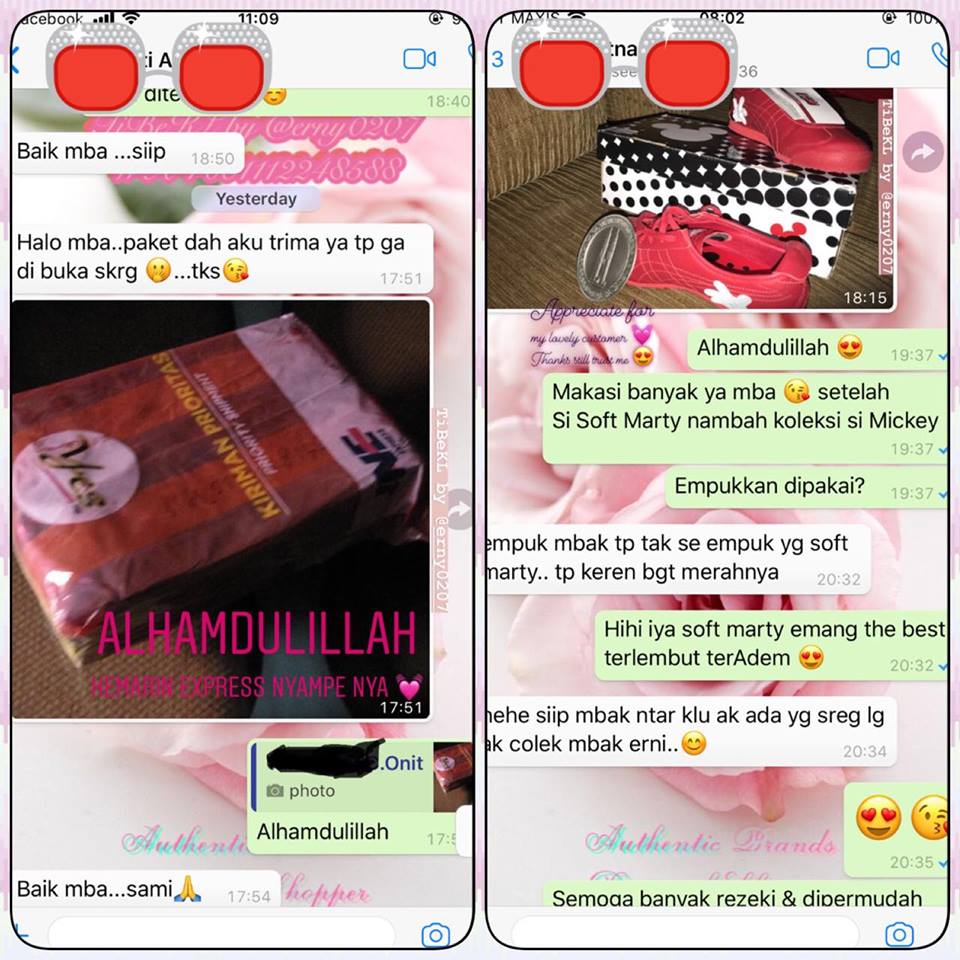 acebook
11:09
ti A
dite
18:40
TiBeKL by @erny0207
Baik mba ...siip
18:50
Yesterday
Halo mba..paket dah aku trima ya tp ga
di buka skrg 🤭...tks😘
17:51
KIRIMAN PRIORITAS
PRIORITY SHIPMENT
yes
JNE
TiBeKL by @erny0207
ALHAMDULILLAH
KEMARIN EXPRESS NYAMPE NYA 💓
17:51
.Onit
photo
Alhamdulillah
Authentic
Baik mba...sami🙏
17:54
hopper
MAXIS
08:02
100
3
tna
see
36
TiBeKL by @erny0207
18:15
Appreciate for
my lovely customer 💓
Thanks still trust me 😍
Alhamdulillah 😍
19:37
Makasi banyak ya mba 😘 setelah
Si Soft Marty nambah koleksi si Mickey
19:37
Empukkan dipakai?
19:37
empuk mbak tp tak se empuk yg soft
marty.. tp keren bgt merahnya
20:32
Hihi iya soft marty emang the best
terlembut terAdem 😍
20:32
hehe siip mbak ntar klu ak ada yg sreg lg
ak colek mbak erni..😊
20:34
😍 😘
Authentic Brands
20:35
Semoga banyak rezeki & dipermudah